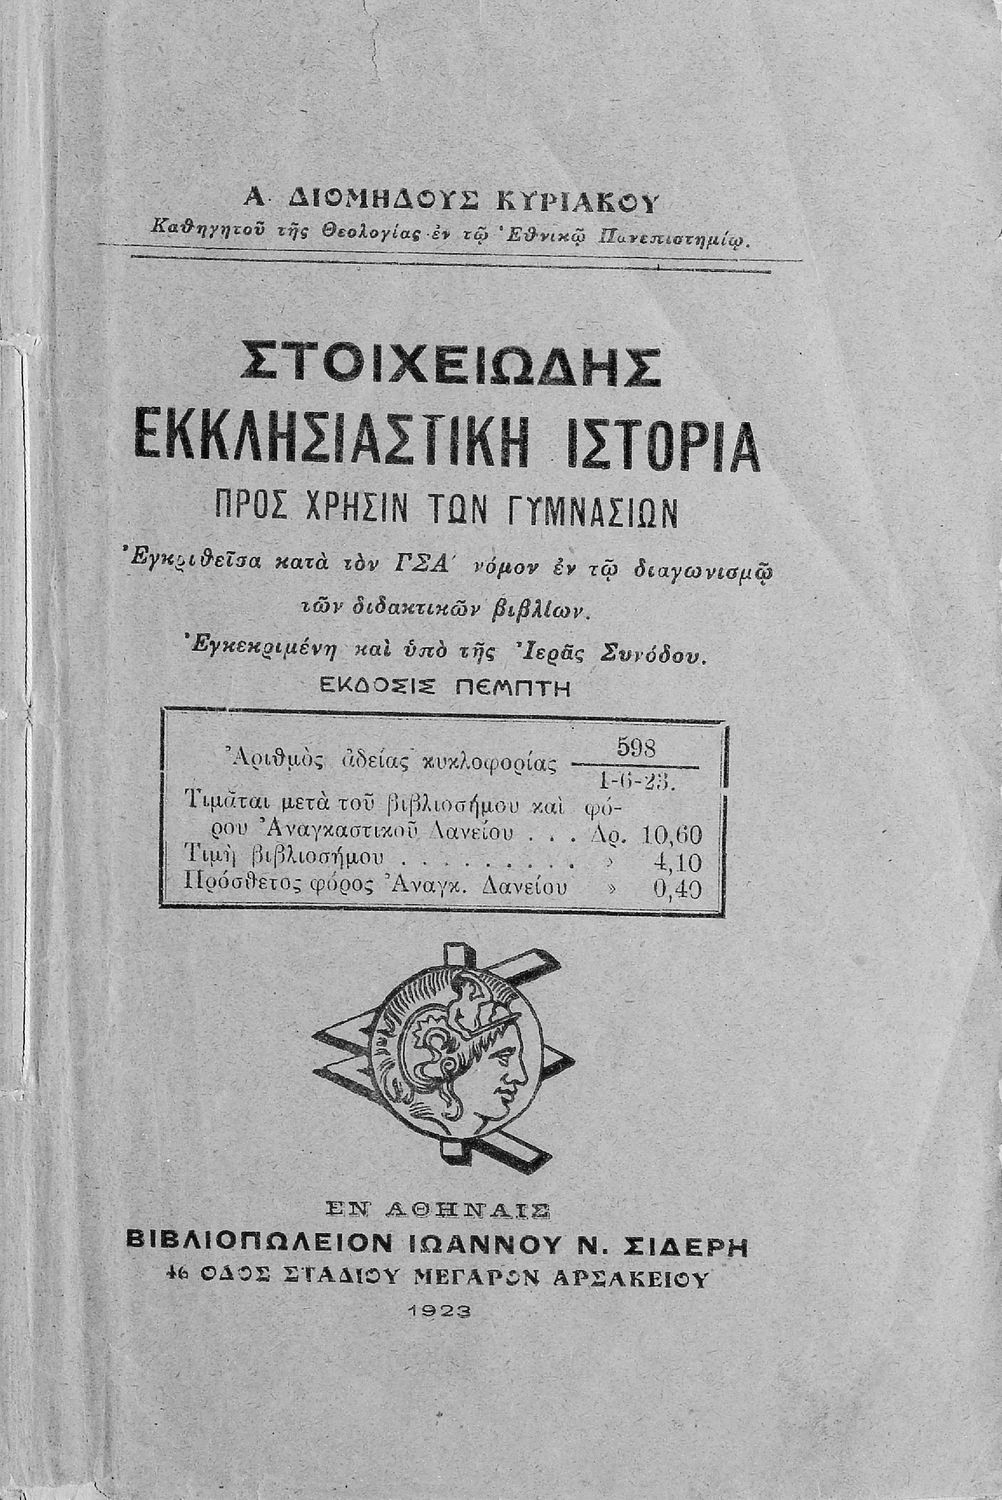 Α. ΔΙΟΜΗΔΟΥΣ ΚΥΡΙΑΚΟΥ
Καθηγητοῦ τῆς Θεολογίας ἐν τῷ Ἐθνικῷ Πανεπιστημίῳ.
ΣΤΟΙΧΕΙΩΔΗΣ
ΕΚΚΛΗΣΙΑΣΤΙΚΗ ΙΣΤΟΡΙΑ
ΠΡΟΣ ΧΡΗΣΙΝ ΤΩΝ ΓΥΜΝΑΣΙΩΝ
Ἐγκριθεῖσα κατὰ τὸν ΓΣΑ΄ νόμον ἐν τῷ διαγωνισμῷ
τῶν διδακτικῶν βιβλίων.
Ἐγκεκριμένη καὶ ὑπὸ τῆς Ἱερᾶς Συνόδου.
ΕΚΔΟΣΙΣ ΠΕΜΠΤΗ
Ἀριθμὸς ἀδείας κυκλοφορίας 598
1-6-23.
Τιμᾶται μετὰ τοῦ βιβλιοσήμου καὶ φό-
ρου Ἀναγκαστικοῦ Δανείου . . . Δρ. 10,60
Τιμὴ βιβλιοσήμου . . . . . . . . . » 4,10
Πρόσθετος φόρος Ἀναγκ. Δανείου » 0,40
ΕΝ ΑΘΗΝΑΙΣ
ΒΙΒΛΙΟΠΩΛΕΙΟΝ ΙΩΑΝΝΟΥ Ν. ΣΙΔΕΡΗ
46 ΟΔΟΣ ΣΤΑΔΙΟΥ ΜΕΓΑΡΟΝ ΑΡΣΑΚΕΙΟΥ
1923